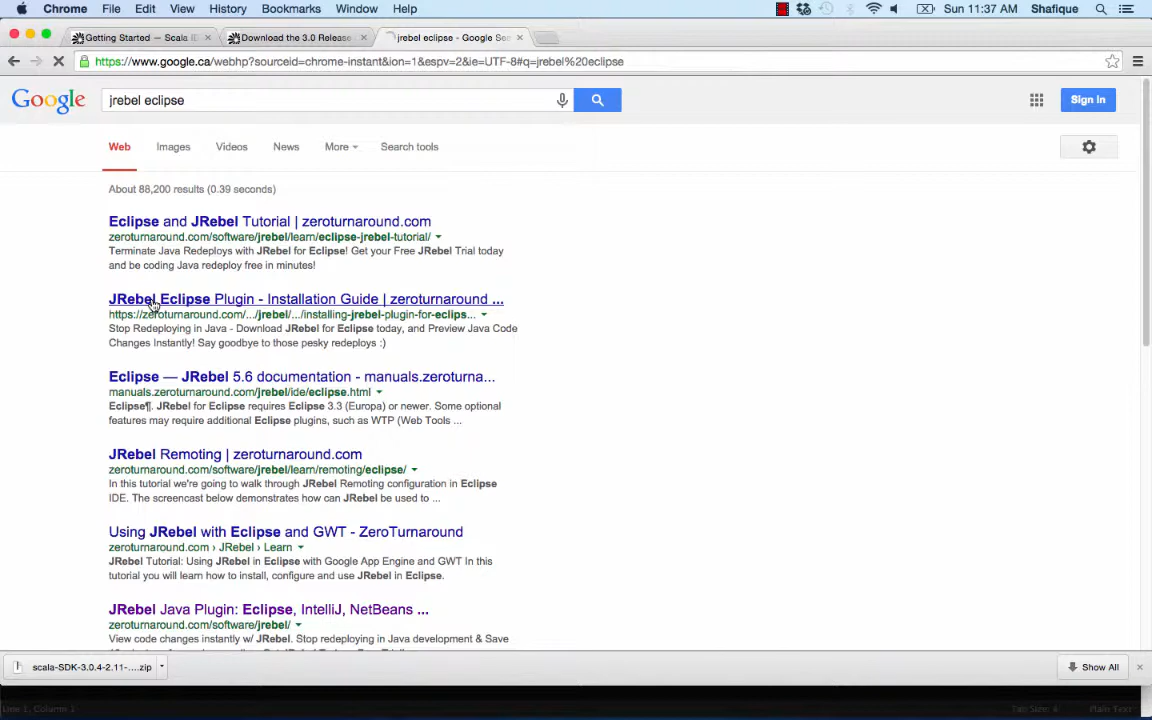 Chrome File Edit View History Bookmarks Window Help Sun 11:37 AM Shafique
Getting Started — Scala I × Download the 3.0 Release × jrebel eclipse - Google Sea ×
https://www.google.ca/webhp?sourceid=chrome-instant&ion=1&espv=2&ie=UTF-8#q=jrebel%20eclipse
Google jrebel eclipse Sign in
Web Images Videos News More Search tools
About 88,200 results (0.39 seconds)
Eclipse and JRebel Tutorial | zeroturnaround.com
zeroturnaround.com/software/jrebel/learn/eclipse-jrebel-tutorial/
Terminate Java Redeploys with JRebel for Eclipse! Get your Free JRebel Trial today
and be coding Java redeploy free in minutes!
JRebel Eclipse Plugin - Installation Guide | zeroturnaround ...
https://zeroturnaround.com/.../jrebel/.../installing-jrebel-plugin-for-eclips...
Stop Redeploying in Java - Download JRebel for Eclipse today, and Preview Java Code
Changes Instantly! Say goodbye to those pesky redeploys :)
Eclipse — JRebel 5.6 documentation - manuals.zeroturna...
manuals.zeroturnaround.com/jrebel/ide/eclipse.html
Eclipse¶. JRebel for Eclipse requires Eclipse 3.3 (Europa) or newer. Some optional
features may require additional Eclipse plugins, such as WTP (Web Tools ...
JRebel Remoting | zeroturnaround.com
zeroturnaround.com/software/jrebel/learn/remoting/eclipse/
In this tutorial we're going to walk through JRebel Remoting configuration in Eclipse
IDE. The screencast below demonstrates how can JRebel be used to ...
Using JRebel with Eclipse and GWT - ZeroTurnaround
zeroturnaround.com › JRebel › Learn
JRebel Tutorial: Using JRebel in Eclipse with Google App Engine and GWT In this
tutorial you will learn how to install, configure and use JRebel in Eclipse.
JRebel Java Plugin: Eclipse, IntelliJ, NetBeans ...
zeroturnaround.com/software/jrebel/
View code changes instantly w/ JRebel. Stop redeploying in Java development & Save
scala-SDK-3.0.4-2.11-....zip Show All ×
Line 1, Column 1 Tab Size: 4 Plain Text